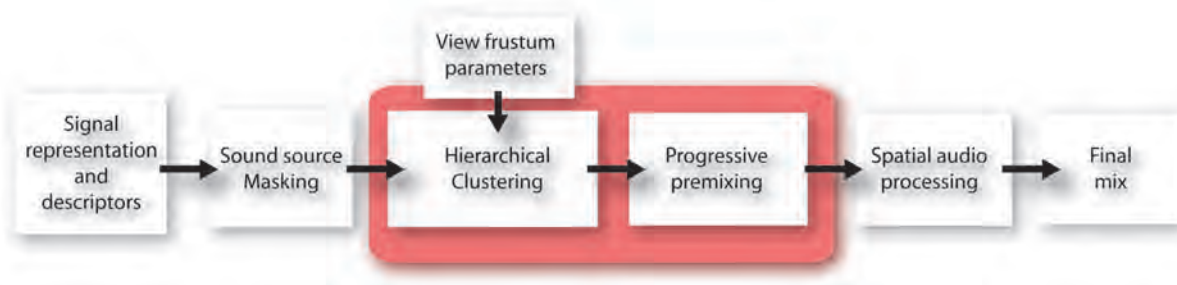 View frustum
parameters
Signal
representation
and
descriptors
Sound source
Masking
Hierarchical
Clustering
Progressive
premixing
Spatial audio
processing
Final
mix